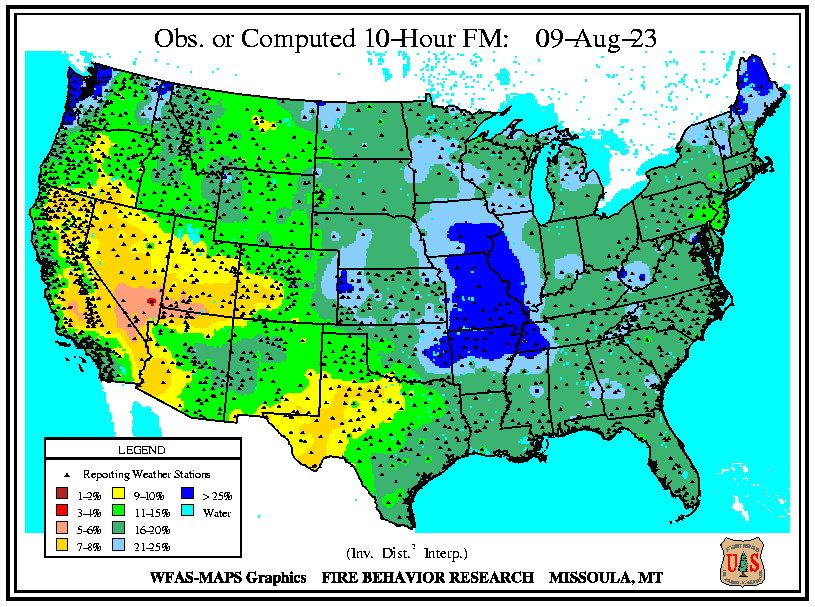 Obs. or Computed 10-Hour FM: 09-Aug-23
LEGEND
Reporting Weather Stations
1-2% 9-10% > 25%
3-4% 11-15% Water
5-6% 16-20%
7-8% 21-25%
(Inv. Dist.² Interp.)
WFAS-MAPS Graphics FIRE BEHAVIOR RESEARCH MISSOULA, MT
U S